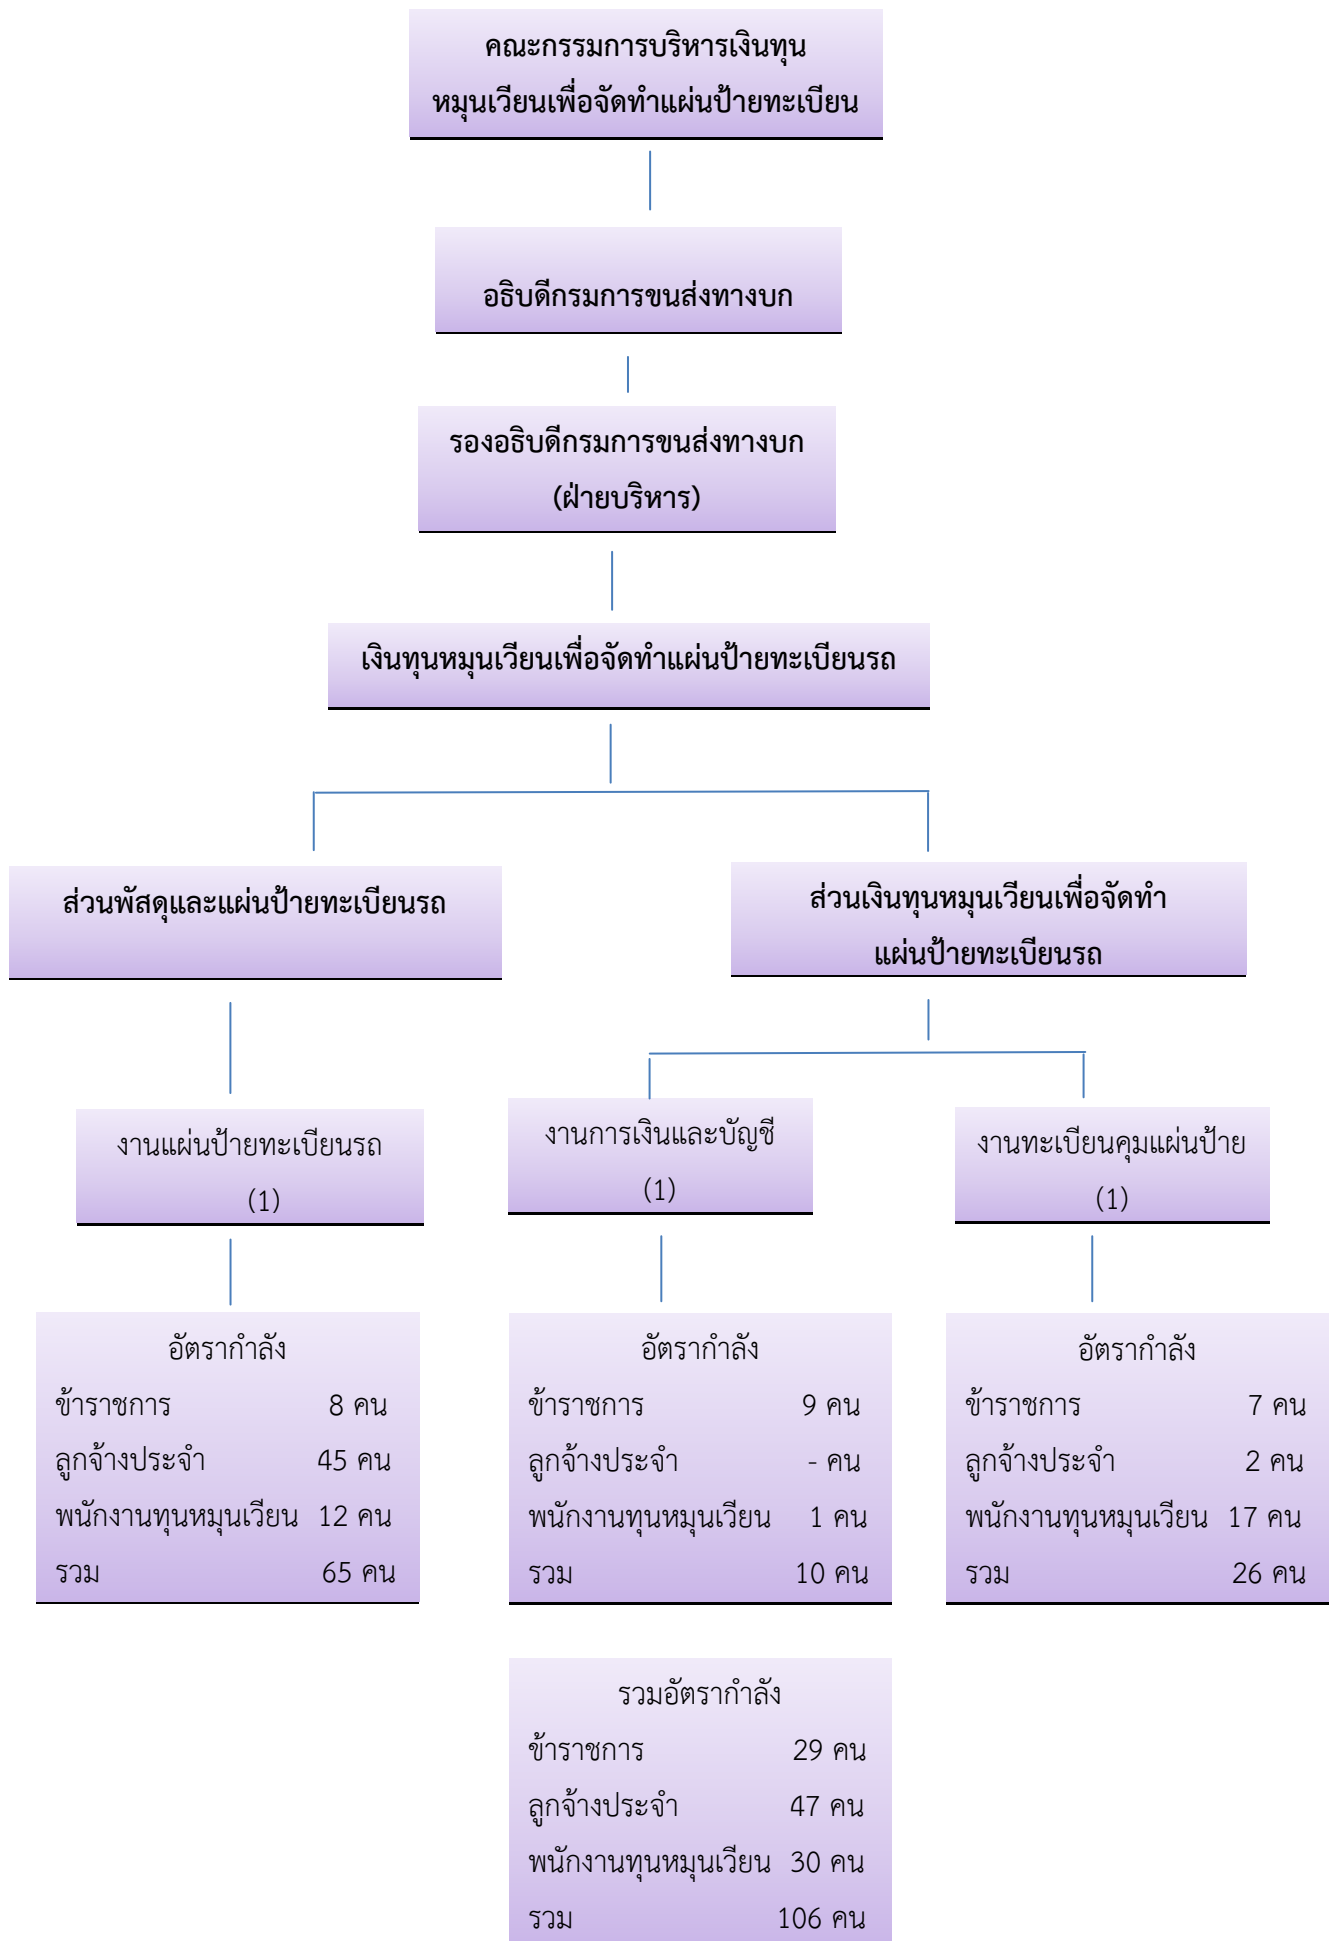 คณะกรรมการบริหารเงินทุน
หมุนเวียนเพื่อจัดทำแผ่นป้ายทะเบียน
อธิบดีกรมการขนส่งทางบก
รองอธิบดีกรมการขนส่งทางบก
(ฝ่ายบริหาร)
เงินทุนหมุนเวียนเพื่อจัดทำแผ่นป้ายทะเบียนรถ
ส่วนพัสดุและแผ่นป้ายทะเบียนรถ
ส่วนเงินทุนหมุนเวียนเพื่อจัดทำ
แผ่นป้ายทะเบียนรถ
งานแผ่นป้ายทะเบียนรถ
(1)
งานการเงินและบัญชี
(1)
งานทะเบียนคุมแผ่นป้าย
(1)
อัตรากำลัง
ข้าราชการ 8 คน
ลูกจ้างประจำ 45 คน
พนักงานทุนหมุนเวียน 12 คน
รวม 65 คน
อัตรากำลัง
ข้าราชการ 9 คน
ลูกจ้างประจำ - คน
พนักงานทุนหมุนเวียน 1 คน
รวม 10 คน
อัตรากำลัง
ข้าราชการ 7 คน
ลูกจ้างประจำ 2 คน
พนักงานทุนหมุนเวียน 17 คน
รวม 26 คน
รวมอัตรากำลัง
ข้าราชการ 29 คน
ลูกจ้างประจำ 47 คน
พนักงานทุนหมุนเวียน 30 คน
รวม 106 คน